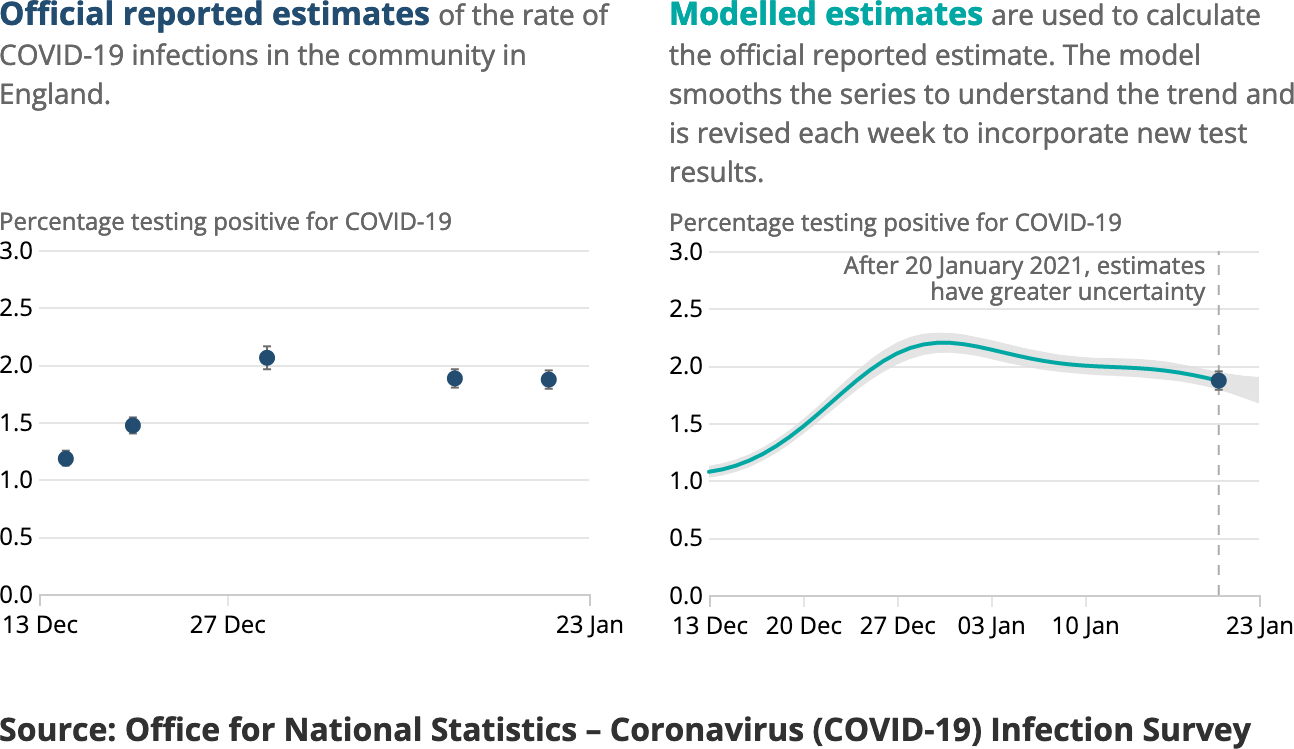 Official reported estimates of the rate of
COVID-19 infections in the community in
England.
Percentage testing positive for COVID-19
3.0
2.5
2.0
1.5
1.0
0.5
0.0
13 Dec
27 Dec
23 Jan
Modelled estimates are used to calculate
the official reported estimate. The model
smooths the series to understand the trend and
is revised each week to incorporate new test
results.
Percentage testing positive for COVID-19
3.0
After 20 January 2021, estimates
have greater uncertainty
2.5
2.0
1.5
1.0
0.5
0.0
13 Dec
20 Dec
27 Dec
03 Jan
10 Jan
23 Jan
Source: Office for National Statistics – Coronavirus (COVID-19) Infection Survey